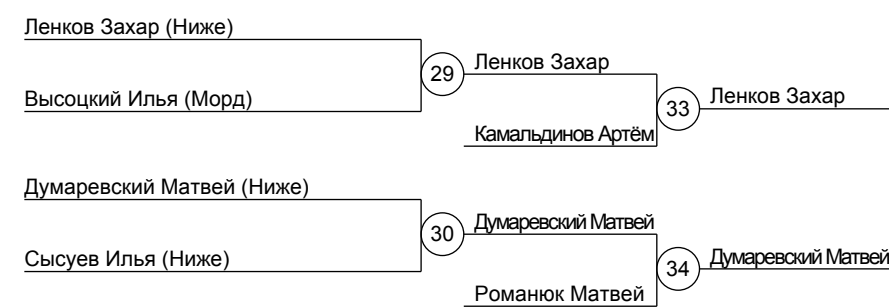 Ленков Захар (Ниже)
29
Ленков Захар
Высоцкий Илья (Морд)
33
Ленков Захар
Камальдинов Артём
Думаревский Матвей (Ниже)
30
Думаревский Матвей
Сысуев Илья (Ниже)
34
Думаревский Матвей
Романюк Матвей